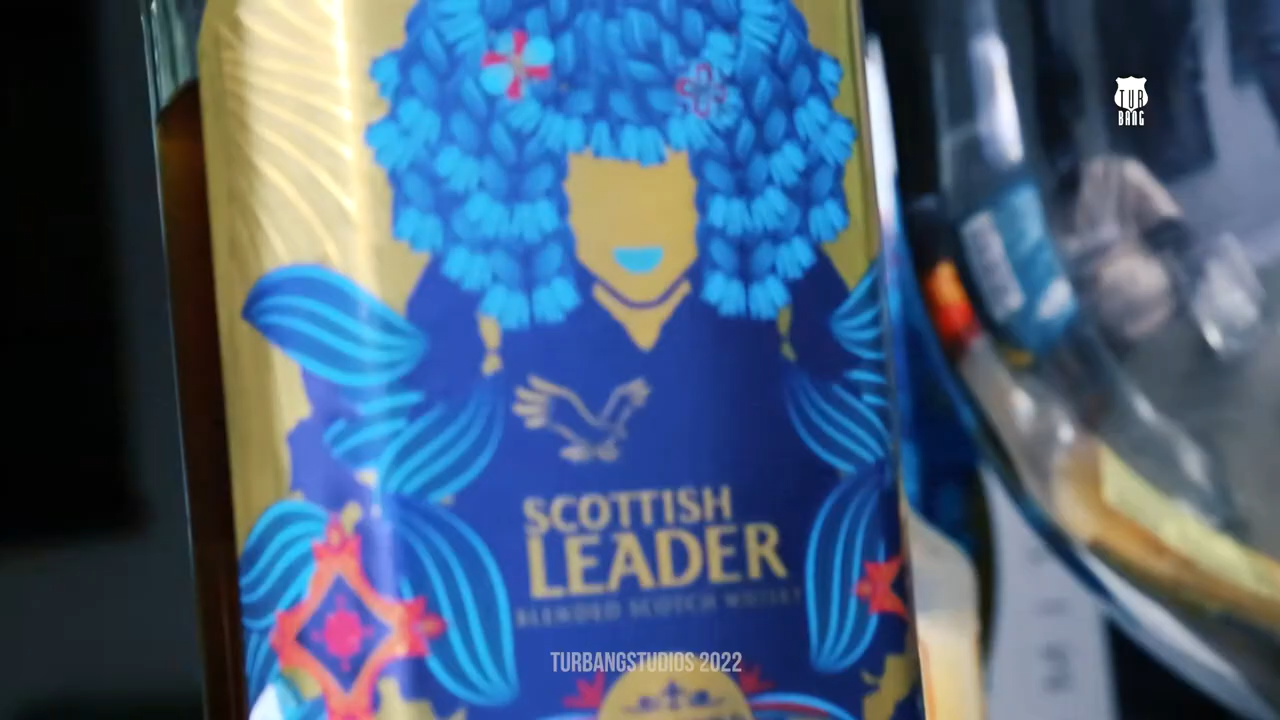 TUR
BANG
SCOTTISH
LEADER
BLENDED SCOTCH WHISKY
TURBANGSTUDIOS 2022